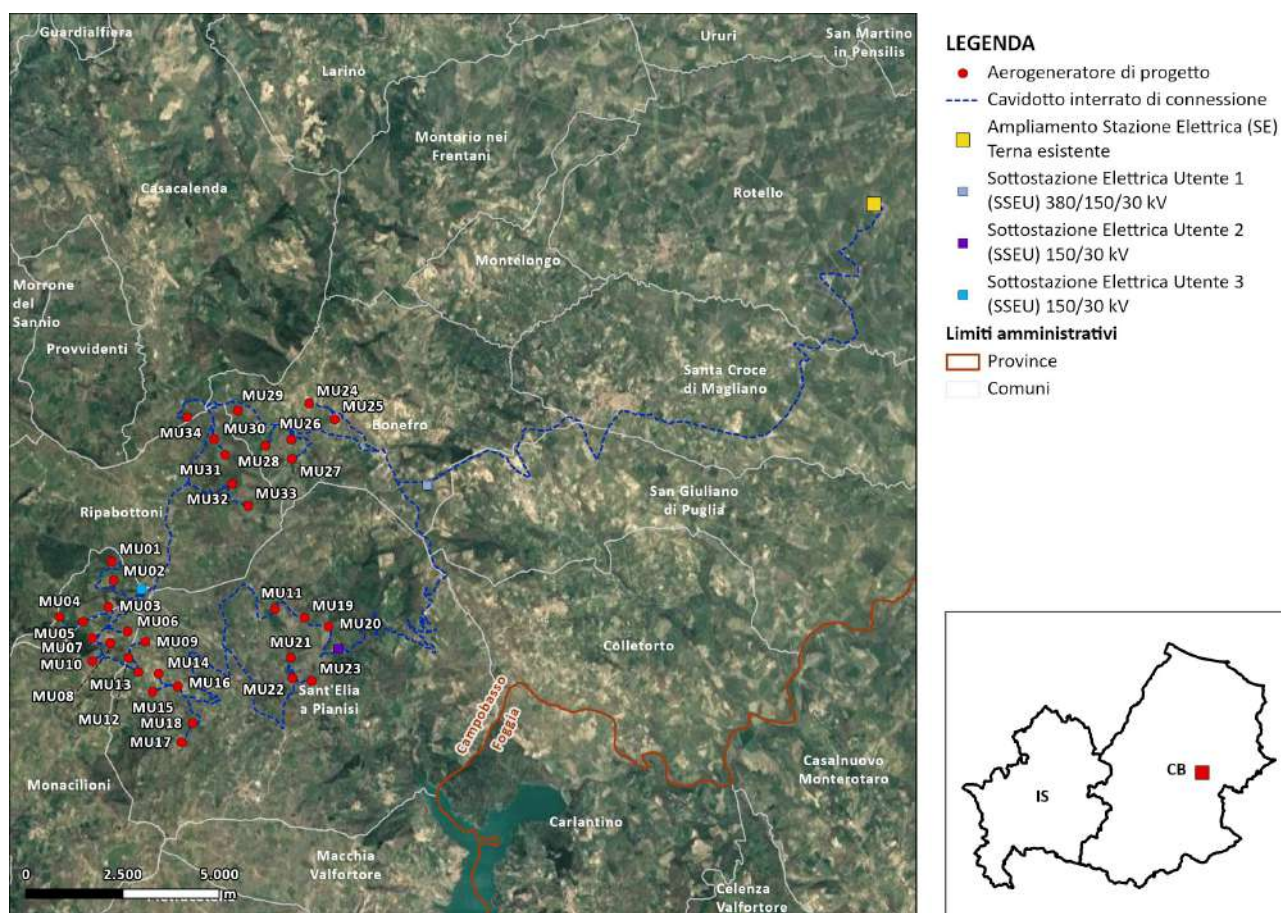 Guardialfiera
Ururi
San Martino
in Pensilis
Larino
Montorio nei
Frentani
Casacalenda
Rotello
Montelongo
Morrone
del
Sannio
Provvidenti
Santa Croce
di Magliano
MU29
MU24
MU25
MU34
MU30
MU26
Bonefro
MU28
MU27
MU31
MU32
MU33
San Giuliano
di Puglia
Ripabottoni
MU01
MU02
MU04
MU03
MU11
MU19
MU05
MU06
MU20
MU07
MU09
MU21
Colletorto
MU10
MU14
MU23
MU08
MU13
MU16
MU22
Sant'Elia
a Pianisi
MU12
MU15
MU18
MU17
Campobasso
Foggia
Casalnuovo
Monterotaro
Monacilioni
Carlantino
Macchia
Valfortore
Celenza
Valfortore
0 2.500 5.000
m
LEGENDA
Aerogeneratore di progetto
Cavidotto interrato di connessione
Ampliamento Stazione Elettrica (SE)
Terna esistente
Sottostazione Elettrica Utente 1
(SSEU) 380/150/30 kV
Sottostazione Elettrica Utente 2
(SSEU) 150/30 kV
Sottostazione Elettrica Utente 3
(SSEU) 150/30 kV
Limiti amministrativi
Province
Comuni
CB
IS